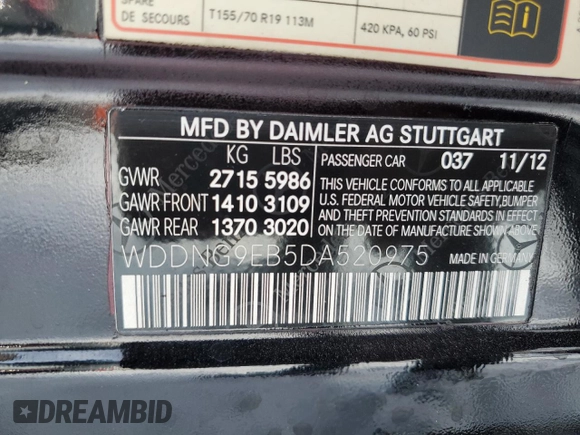 SPARE
DE SECOURS
T155/70 R19 113M
420 KPA, 60 PSI
MFD BY DAIMLER AG STUTTGART
KG LBS
PASSENGER CAR 037 11/12
GVWR 2715 5986
GAWR FRONT 1410 3109
GAWR REAR 1370 3020
THIS VEHICLE CONFORMS TO ALL APPLICABLE
U.S. FEDERAL MOTOR VEHICLE SAFETY,BUMPER
AND THEFT PREVENTION STANDARDS IN EFFECT
ON THE DATE OF MANUFACTURE SHOWN ABOVE.
MADE IN GERMANY
WDDNG9EB5DA520975
DREAMBID